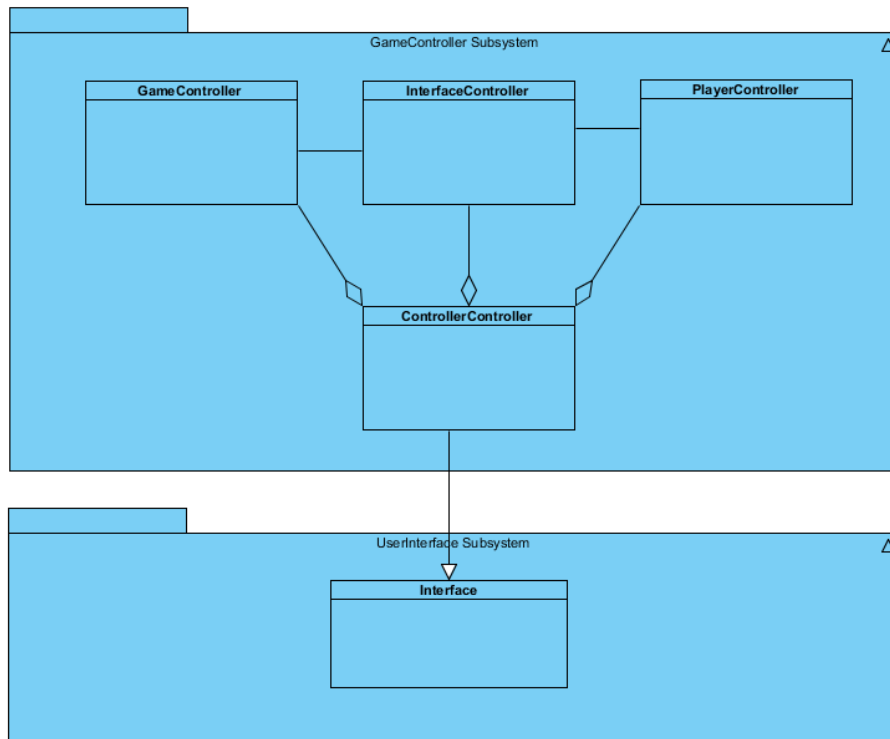 GameController Subsystem
GameController
InterfaceController
PlayerController
ControllerController
UserInterface Subsystem
Interface